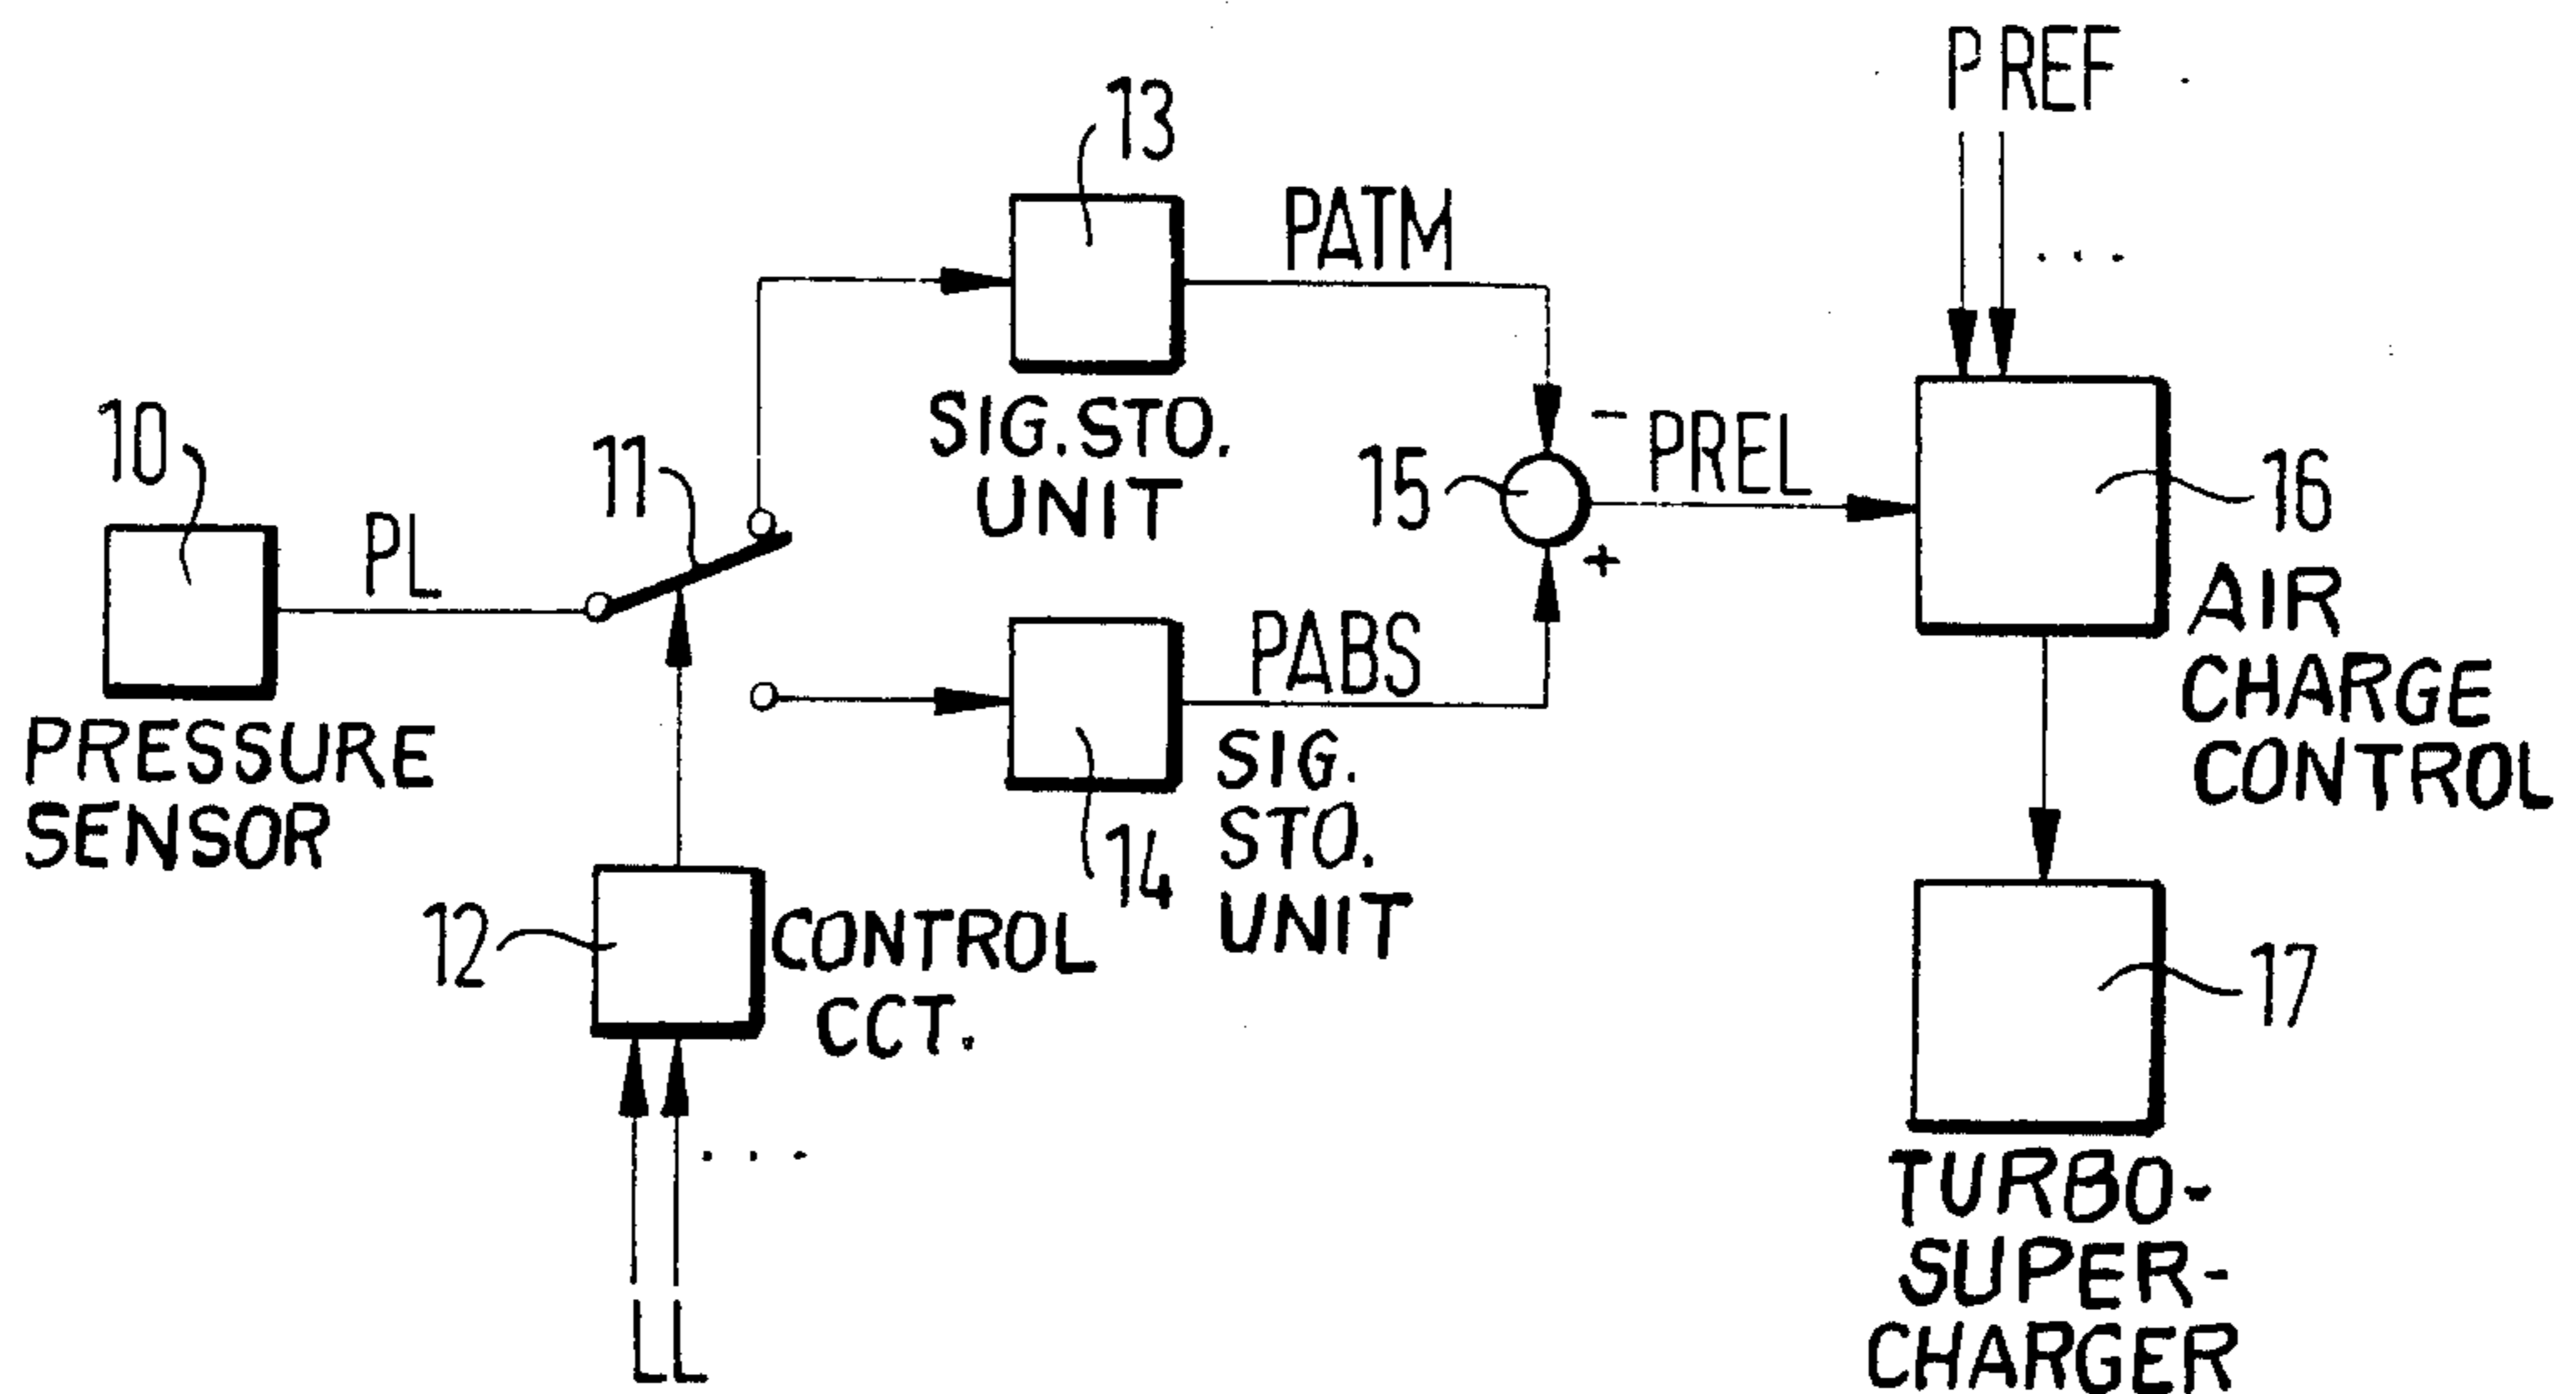 P REF
13
PATM
10
SIG. STO.
UNIT
11
15
- PREL
16
PL
+
PABS
AIR
CHARGE
CONTROL
PRESSURE
SENSOR
SIG.
STO.
UNIT
14
12
CONTROL
CCT.
17
. . .
. . .
LL
TURBO-
SUPER-
CHARGER